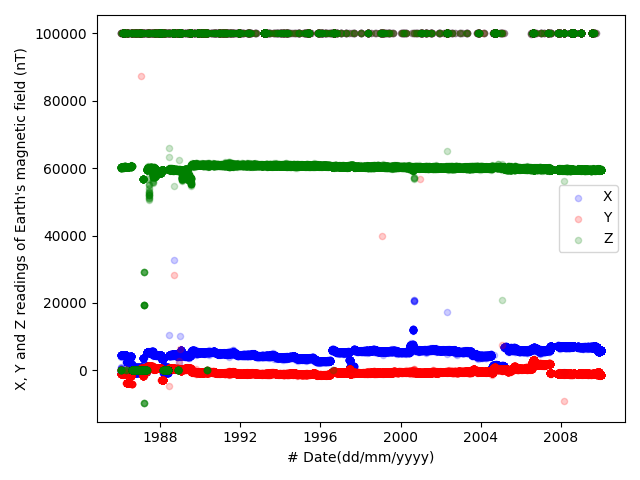 X, Y and Z readings of Earth's magnetic field (nT)
100000
80000
60000
40000
20000
0
X
Y
Z
1988 1992 1996 2000 2004 2008
# Date(dd/mm/yyyy)